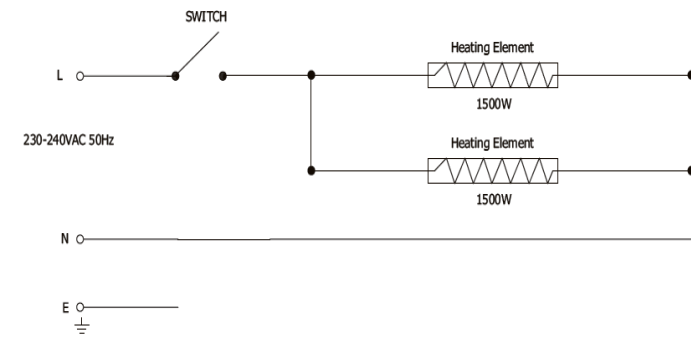 SWITCH
Heating Element
L
1500W
230-240VAC 50Hz
Heating Element
1500W
N
E